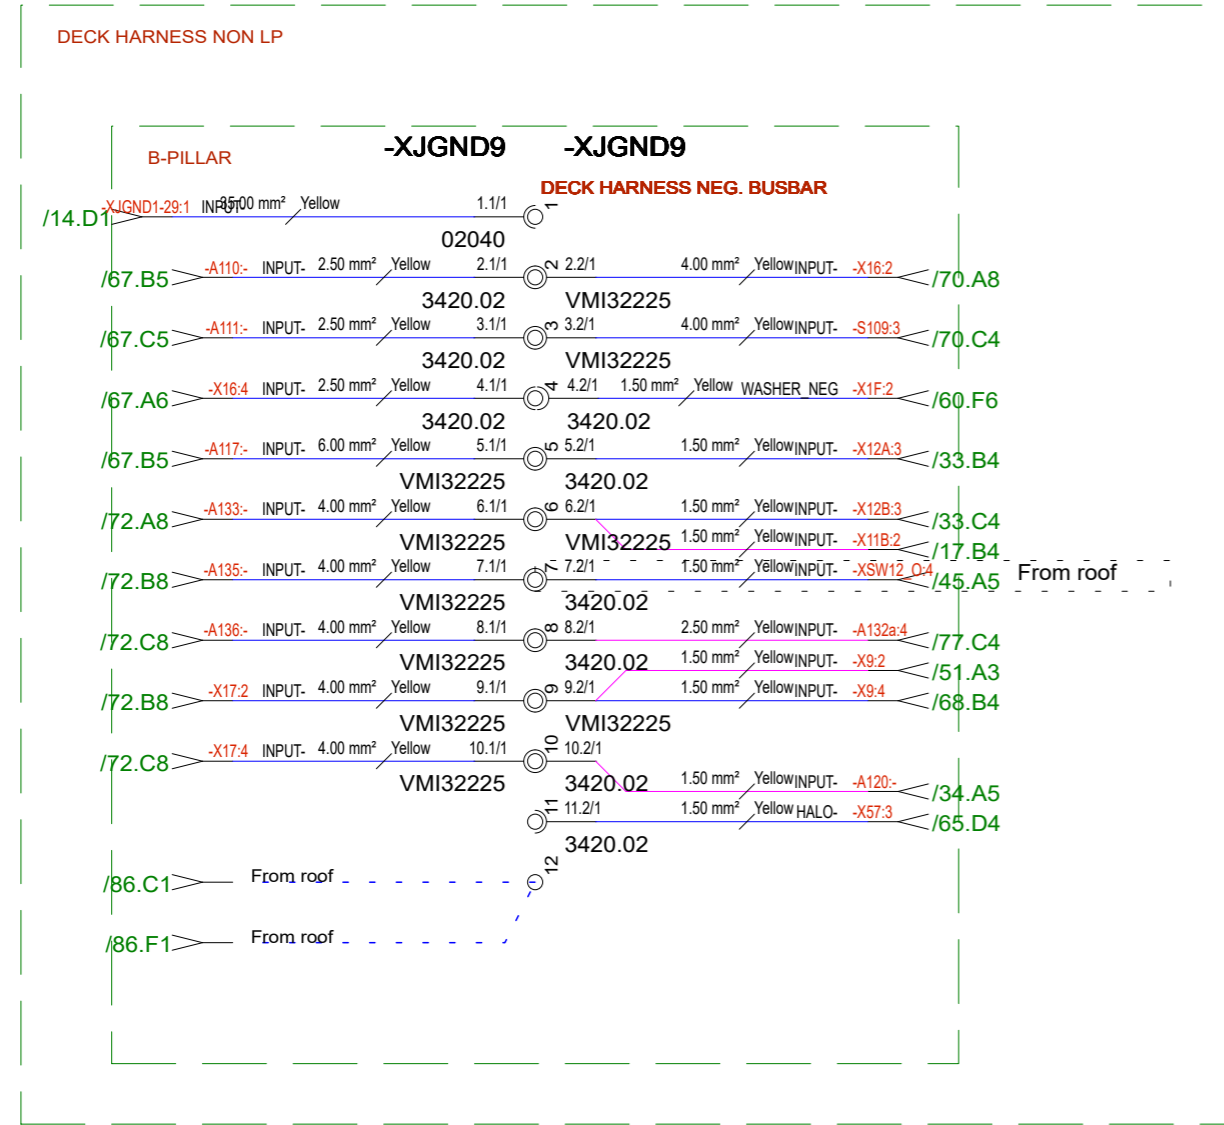 DECK HARNESS NON LP
-XJGND9 -XJGND9
B-PILLAR
DECK HARNESS NEG. BUSBAR
/14.D1 -XJGND1-29:1 INPUT- 35.00 mm² Yellow 1.1/1 1
02040
/67.B5 -A110:- INPUT- 2.50 mm² Yellow 2.1/1 2 2.2/1 4.00 mm² Yellow INPUT- -X16:2 /70.A8
3420.02 VMI32225
/67.C5 -A111:- INPUT- 2.50 mm² Yellow 3.1/1 3 3.2/1 4.00 mm² Yellow INPUT- -S109:3 /70.C4
3420.02 VMI32225
/67.A6 -X16:4 INPUT- 2.50 mm² Yellow 4.1/1 4 4.2/1 1.50 mm² Yellow WASHER_NEG -X1F:2 /60.F6
3420.02 3420.02
/67.B5 -A117:- INPUT- 6.00 mm² Yellow 5.1/1 5 5.2/1 1.50 mm² Yellow INPUT- -X12A:3 /33.B4
VMI32225 3420.02
/72.A8 -A133:- INPUT- 4.00 mm² Yellow 6.1/1 6 6.2/1 1.50 mm² Yellow INPUT- -X12B:3 /33.C4
VMI32225 VMI32225 1.50 mm² Yellow INPUT- -X11B:2 /17.B4
/72.B8 -A135:- INPUT- 4.00 mm² Yellow 7.1/1 7 7.2/1 1.50 mm² Yellow INPUT- -XSW12_O:4 /45.A5 From roof
VMI32225 3420.02
/72.C8 -A136:- INPUT- 4.00 mm² Yellow 8.1/1 8 8.2/1 2.50 mm² Yellow INPUT- -A132a:4 /77.C4
VMI32225 3420.02 1.50 mm² Yellow INPUT- -X9:2 /51.A3
/72.B8 -X17:2 INPUT- 4.00 mm² Yellow 9.1/1 9 9.2/1 1.50 mm² Yellow INPUT- -X9:4 /68.B4
VMI32225 VMI32225
/72.C8 -X17:4 INPUT- 4.00 mm² Yellow 10.1/1 10 10.2/1
VMI32225 3420.02 1.50 mm² Yellow INPUT- -A120:- /34.A5
11 11.2/1 1.50 mm² Yellow HALO- -X57:3 /65.D4
3420.02
/86.C1 From roof 12
/86.F1 From roof